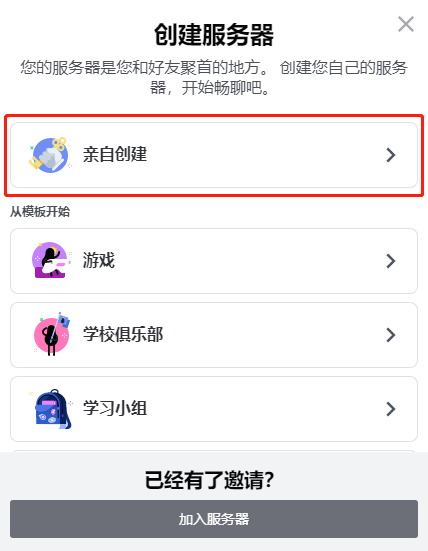 创建服务器
您的服务器是您和好友聚首的地方。 创建您自己的服务
器，开始畅聊吧。
亲自创建
从模板开始
游戏
学校俱乐部
学习小组
已经有了邀请？
加入服务器